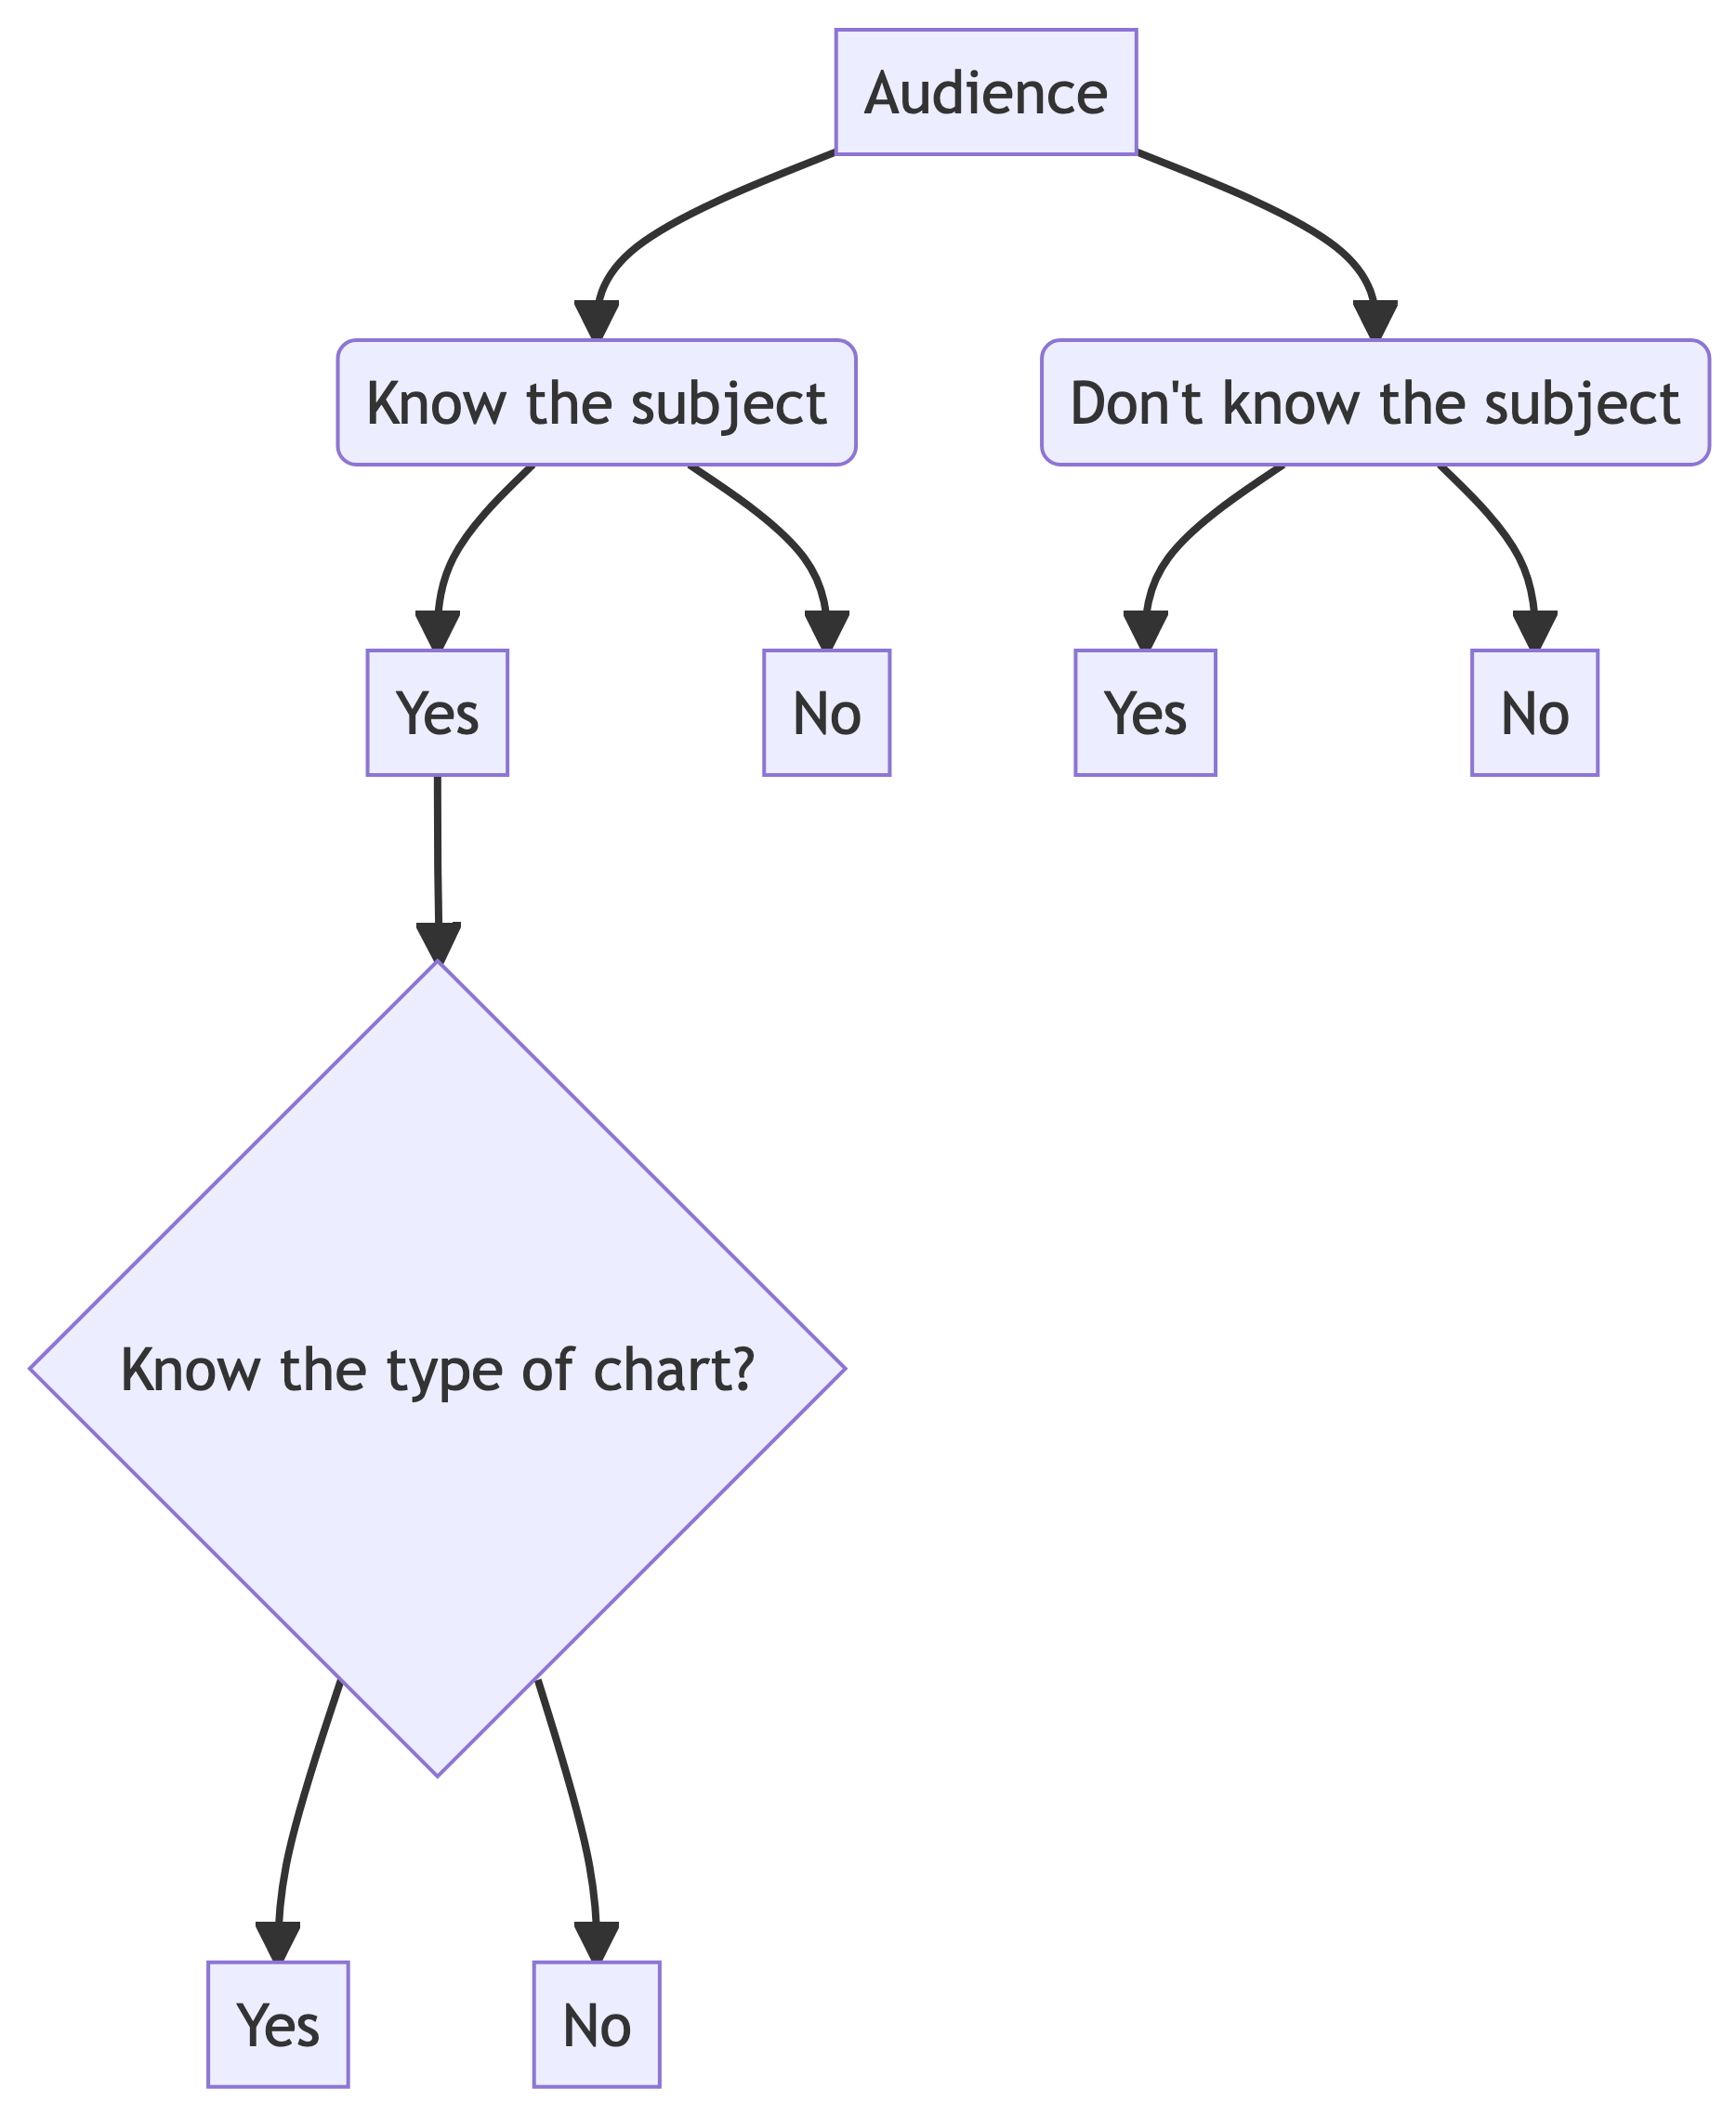 Audience
Know the subject
Don't know the subject
Yes
No
Yes
No
Know the type of chart?
Yes
No